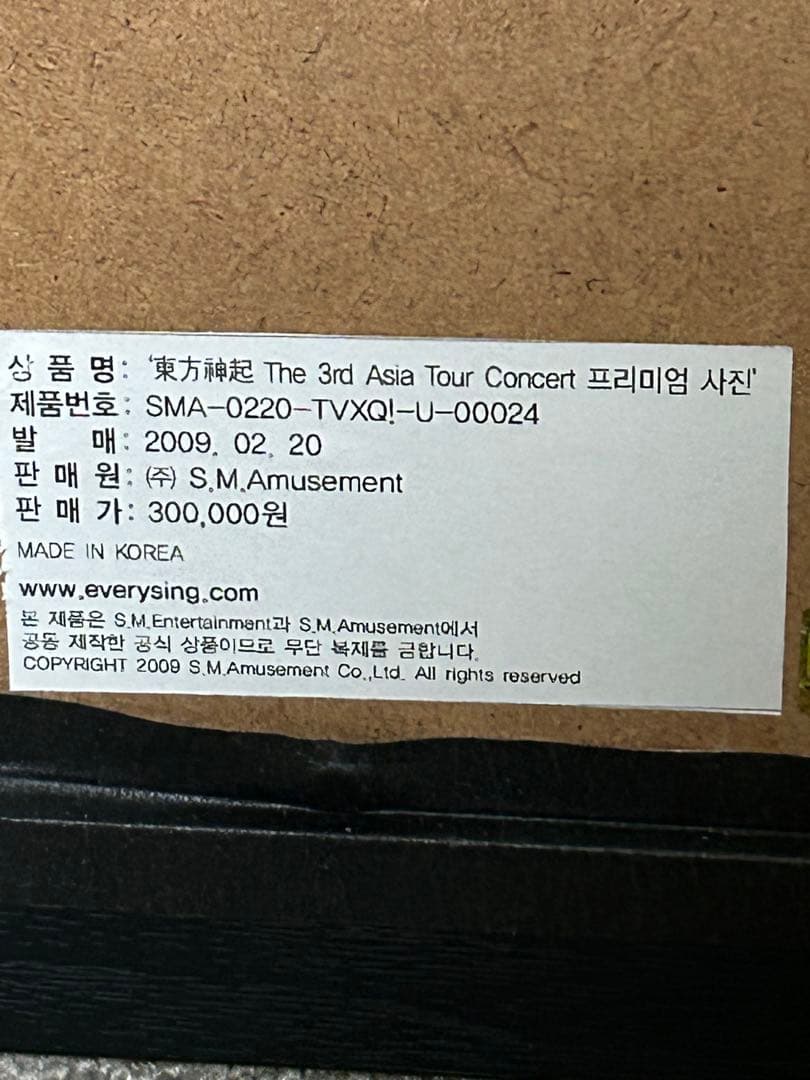 상 품 명: '東方神起 The 3rd Asia Tour Concert 프리미엄 사진'
제품번호: SMA-0220-TVXQ!-U-00024
발 매: 2009. 02. 20
판 매 원: ㈜ S.M.Amusement
판 매 가: 300,000원
MADE IN KOREA
www.everysing.com
본 제품은 S.M.Entertainment과 S.M.Amusement에서
공동 제작한 공식 상품이므로 무단 복제를 금합니다.
COPYRIGHT 2009 S.M.Amusement Co.,Ltd. All rights reserved